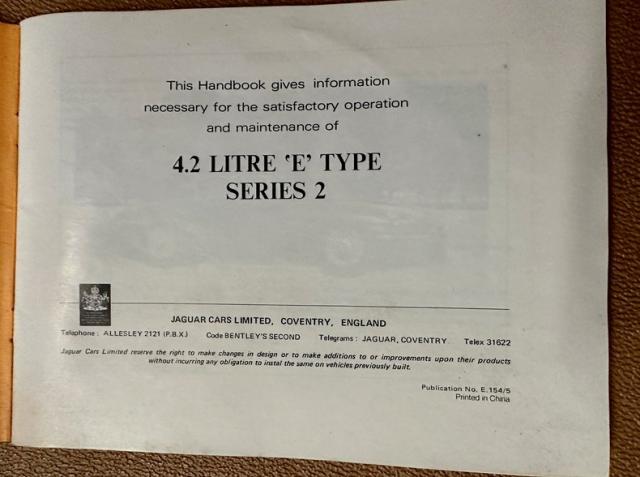 This Handbook gives information
necessary for the satisfactory operation
and maintenance of
4.2 LITRE ‘E’ TYPE
SERIES 2
JAGUAR CARS LIMITED, COVENTRY, ENGLAND
Telephone: ALLESLEY 2121 (P.B.X.) Code BENTLEY'S SECOND Telegrams: JAGUAR, COVENTRY Telex 31622
Jaguar Cars Limited reserve the right to make changes in design or to make additions to or improvements upon their products
without incurring any obligation to instal the same on vehicles previously built.
Publication No. E.154/5
Printed in China